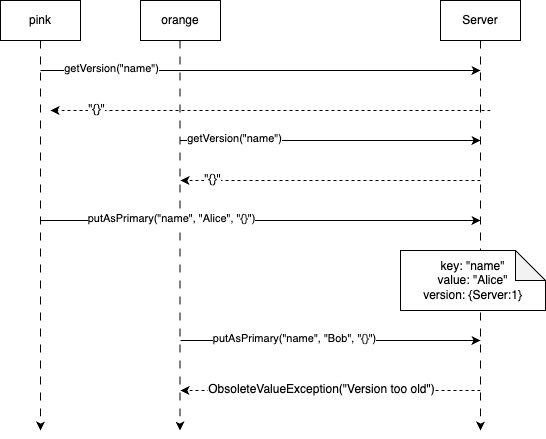 pink
orange
Server
getVersion("name")
"{}"
getVersion("name")
"{}"
putAsPrimary("name", "Alice", "{}")
key: "name"
value: "Alice"
version: {Server:1}
putAsPrimary("name", "Bob", "{}")
ObsoleteValueException("Version too old")